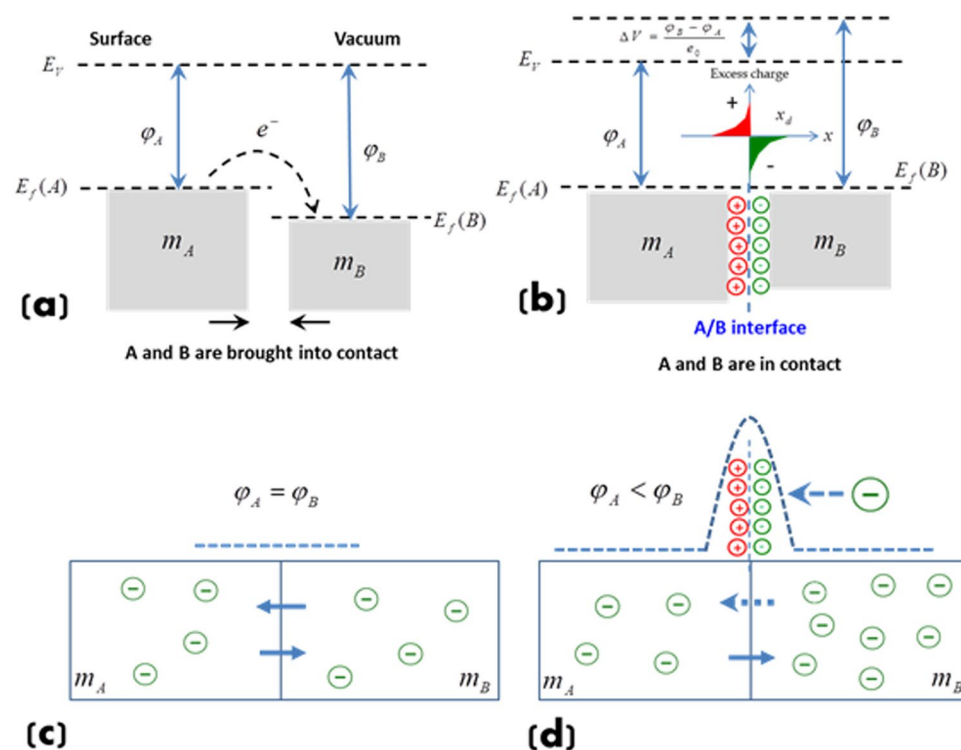 Surface
Vacuum
E_V
φ_A
e⁻
φ_B
E_f(A)
E_f(B)
m_A
m_B
(a)
A and B are brought into contact
ΔV = (φ_B − φ_A)/e_0
E_V
Excess charge
+
x_d
x
-
φ_A
φ_B
E_f(A)
E_f(B)
m_A
m_B
(b)
A/B interface
A and B are in contact
φ_A = φ_B
m_A
m_B
(c)
φ_A < φ_B
m_A
m_B
(d)